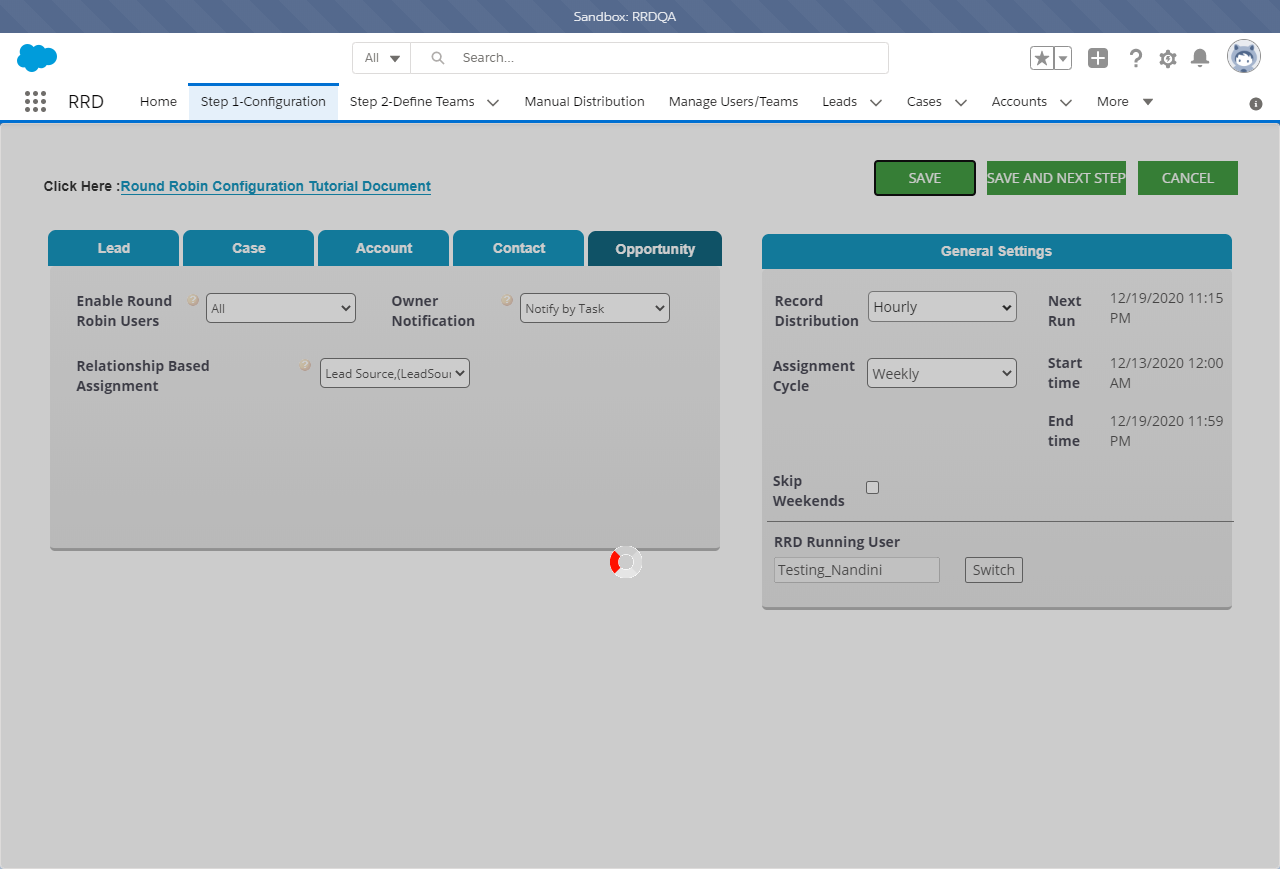 Sandbox: RRDQA
All
Search...
RRD Home Step 1-Configuration Step 2-Define Teams Manual Distribution Manage Users/Teams Leads Cases Accounts More
Click Here :Round Robin Configuration Tutorial Document
SAVE SAVE AND NEXT STEP CANCEL
Lead Case Account Contact Opportunity
Enable Round Robin Users
All
Owner Notification
Notify by Task
Relationship Based Assignment
Lead Source,(LeadSou
General Settings
Record Distribution
Hourly
Next Run
12/19/2020 11:15 PM
Assignment Cycle
Weekly
Start time
12/13/2020 12:00 AM
End time
12/19/2020 11:59 PM
Skip Weekends
RRD Running User
Testing_Nandini
Switch